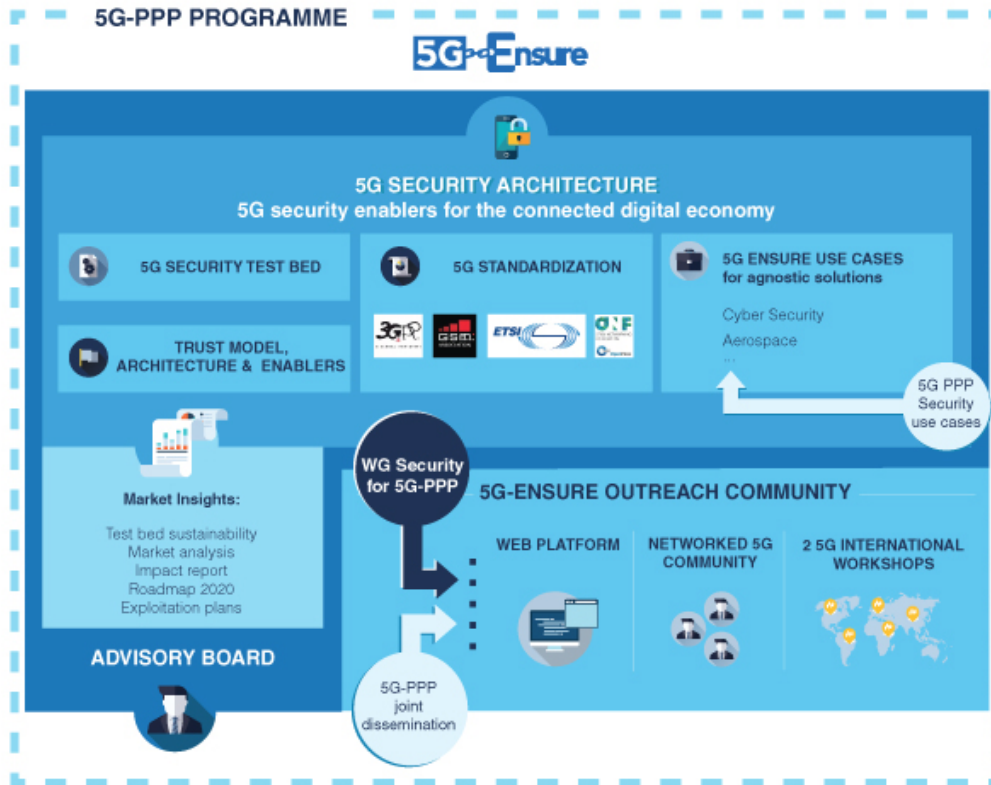 5G-PPP PROGRAMME
5G Ensure
5G SECURITY ARCHITECTURE
5G security enablers for the connected digital economy
5G SECURITY TEST BED
5G STANDARDIZATION
5G ENSURE USE CASES
for agnostic solutions
Cyber Security
Aerospace
...
TRUST MODEL,
ARCHITECTURE & ENABLERS
3GPP
GSM
ASSOCIATION
ETSI
ONF
5G PPP
Security
use cases
Market Insights:
Test bed sustainability
Market analysis
Impact report
Roadmap 2020
Exploitation plans
ADVISORY BOARD
WG Security
for 5G-PPP
5G-ENSURE OUTREACH COMMUNITY
WEB PLATFORM
NETWORKED 5G
COMMUNITY
2 5G INTERNATIONAL
WORKSHOPS
5G-PPP
joint
dissemination